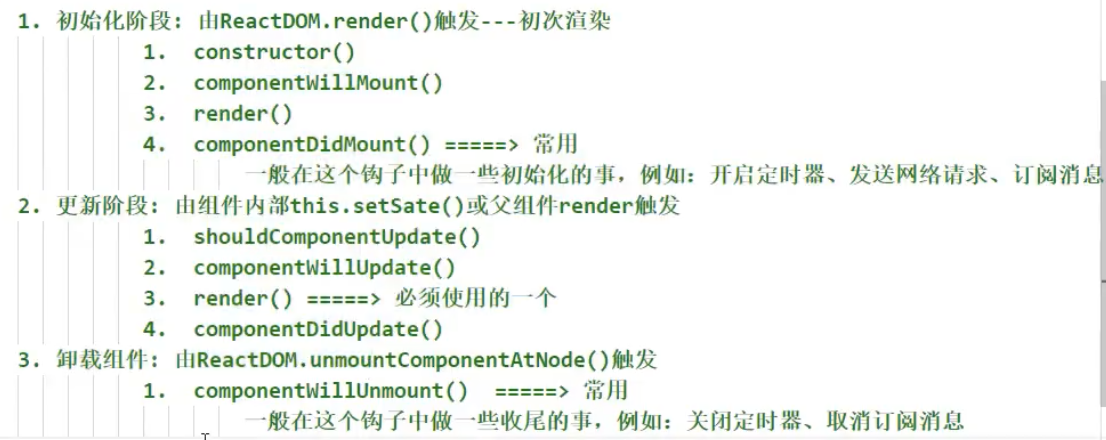 1. 初始化阶段: 由ReactDOM.render()触发---初次渲染
1. constructor()
2. componentWillMount()
3. render()
4. componentDidMount() =====> 常用
一般在这个钩子中做一些初始化的事，例如：开启定时器、发送网络请求、订阅消息
2. 更新阶段: 由组件内部this.setSate()或父组件render触发
1. shouldComponentUpdate()
2. componentWillUpdate()
3. render() =====> 必须使用的一个
4. componentDidUpdate()
3. 卸载组件: 由ReactDOM.unmountComponentAtNode()触发
1. componentWillUnmount() =====> 常用
一般在这个钩子中做一些收尾的事，例如：关闭定时器、取消订阅消息